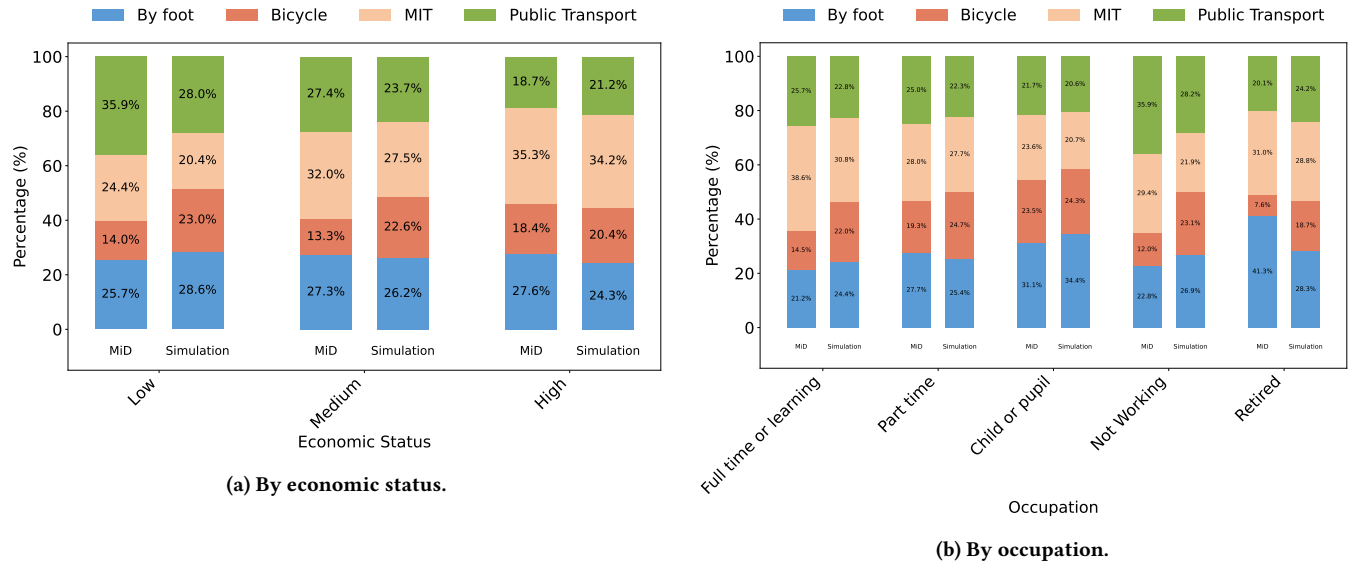 By foot Bicycle MIT Public Transport
100
80
60
40
20
0
Percentage (%)
35.9% 28.0% 27.4% 23.7% 18.7% 21.2%
24.4% 20.4% 32.0% 27.5% 35.3% 34.2%
14.0% 23.0% 13.3% 22.6% 18.4% 20.4%
25.7% 28.6% 27.3% 26.2% 27.6% 24.3%
MiD Simulation MiD Simulation MiD Simulation
Low Medium High
Economic Status
(a) By economic status.
By foot Bicycle MIT Public Transport
100
80
60
40
20
0
Percentage (%)
25.7% 22.8% 25.0% 22.3% 21.7% 20.6% 35.9% 28.2% 20.1% 24.2%
38.6% 30.8% 28.0% 27.7% 23.6% 20.7% 29.4% 21.9% 31.0% 28.8%
14.5% 22.0% 19.3% 24.7% 23.5% 24.3% 12.0% 23.1% 7.6% 18.7%
21.2% 24.4% 27.7% 25.4% 31.1% 34.4% 22.8% 26.9% 41.3% 28.3%
MiD Simulation MiD Simulation MiD Simulation MiD Simulation MiD Simulation
Full time or learning Part time Child or pupil Not Working Retired
Occupation
(b) By occupation.